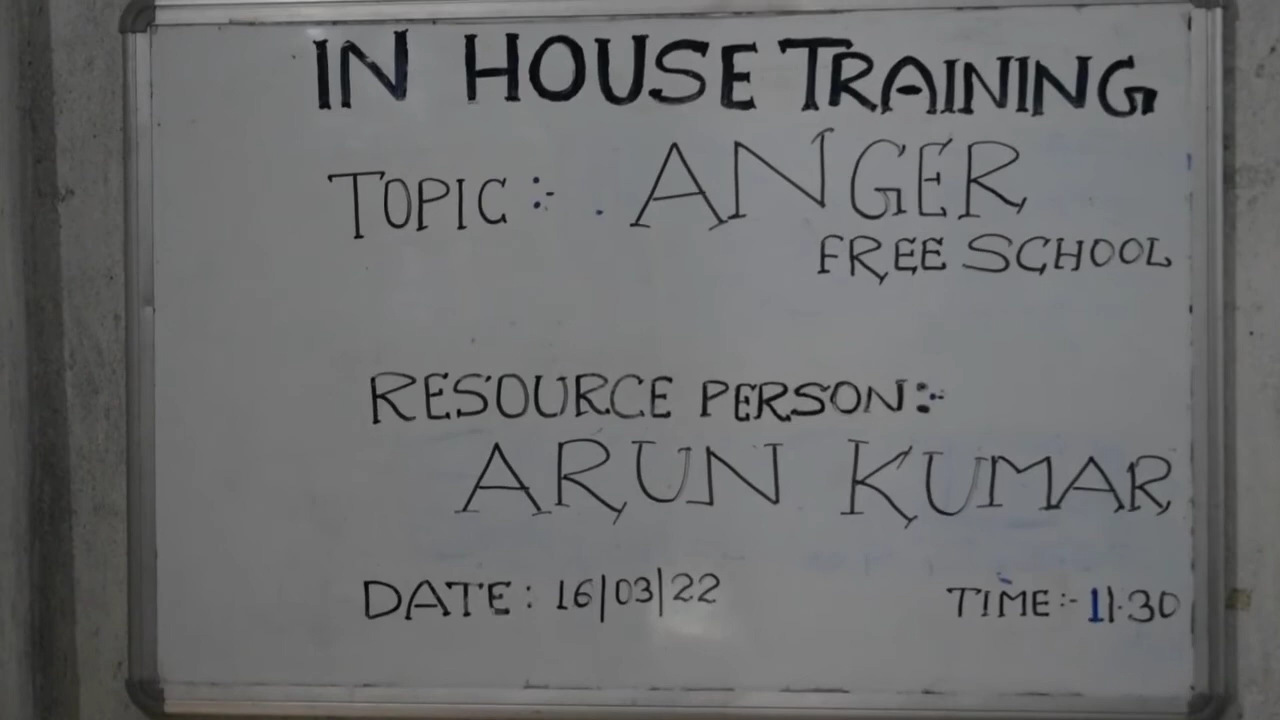 IN HOUSE TRAINING
TOPIC :- . ANGER
FREE SCHOOL
RESOURCE PERSON:-
ARUN KUMAR
DATE: 16/03/22 TIME:- 11.30